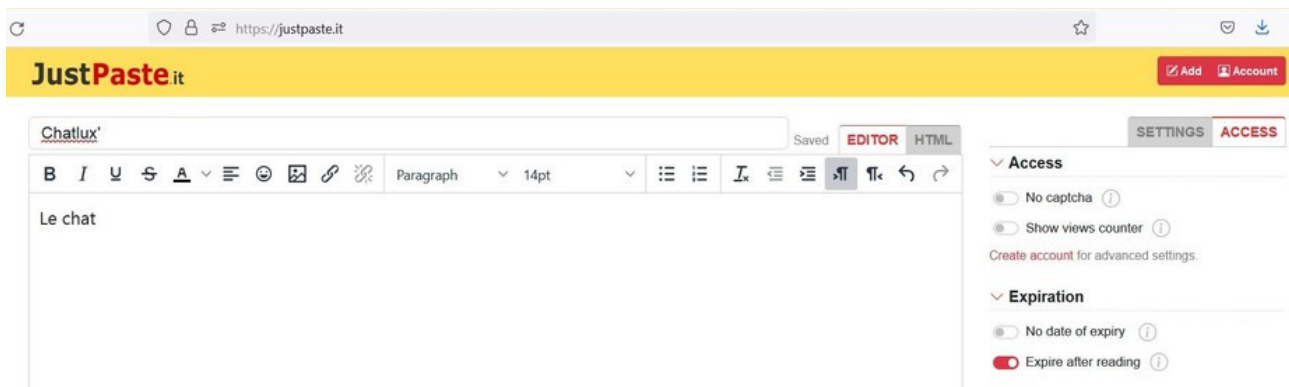 https://justpaste.it
JustPaste.it
Add Account
Chatlux'
Saved EDITOR HTML
SETTINGS ACCESS
B I U S A Paragraph 14pt
Le chat
Access
No captcha
Show views counter
Create account for advanced settings.
Expiration
No date of expiry
Expire after reading